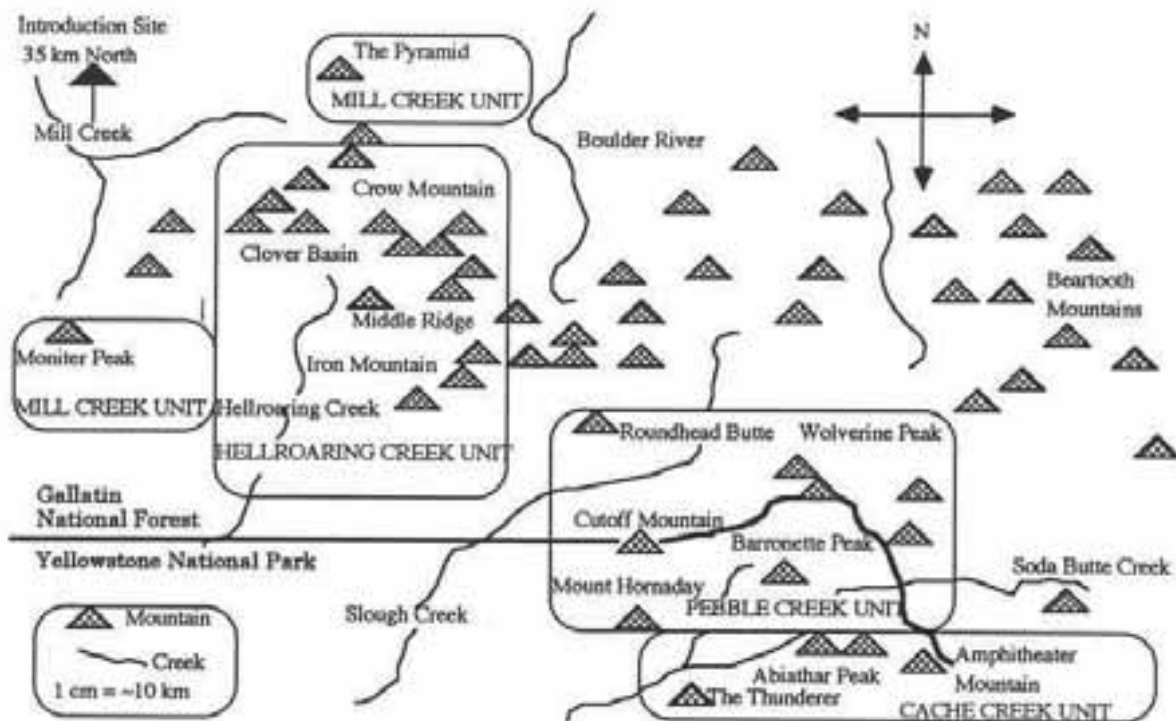 Introduction Site
35 km North
Mill Creek
The Pyramid
MILL CREEK UNIT
N
Boulder River
Crow Mountain
Clover Basin
Beartooth
Mountains
Middle Ridge
Moniter Peak
Iron Mountain
MILL CREEK UNIT
Hellroaring Creek
HELLROARING CREEK UNIT
Roundhead Butte
Wolverine Peak
Gallatin
National Forest
Cutoff Mountain
Yellowstone National Park
Barronette Peak
Soda Butte Creek
Mount Hornaday
Slough Creek
PEBBLE CREEK UNIT
Mountain
Creek
1 cm = ~10 km
Abiathar Peak
Amphitheater
Mountain
The Thunderer
CACHE CREEK UNIT